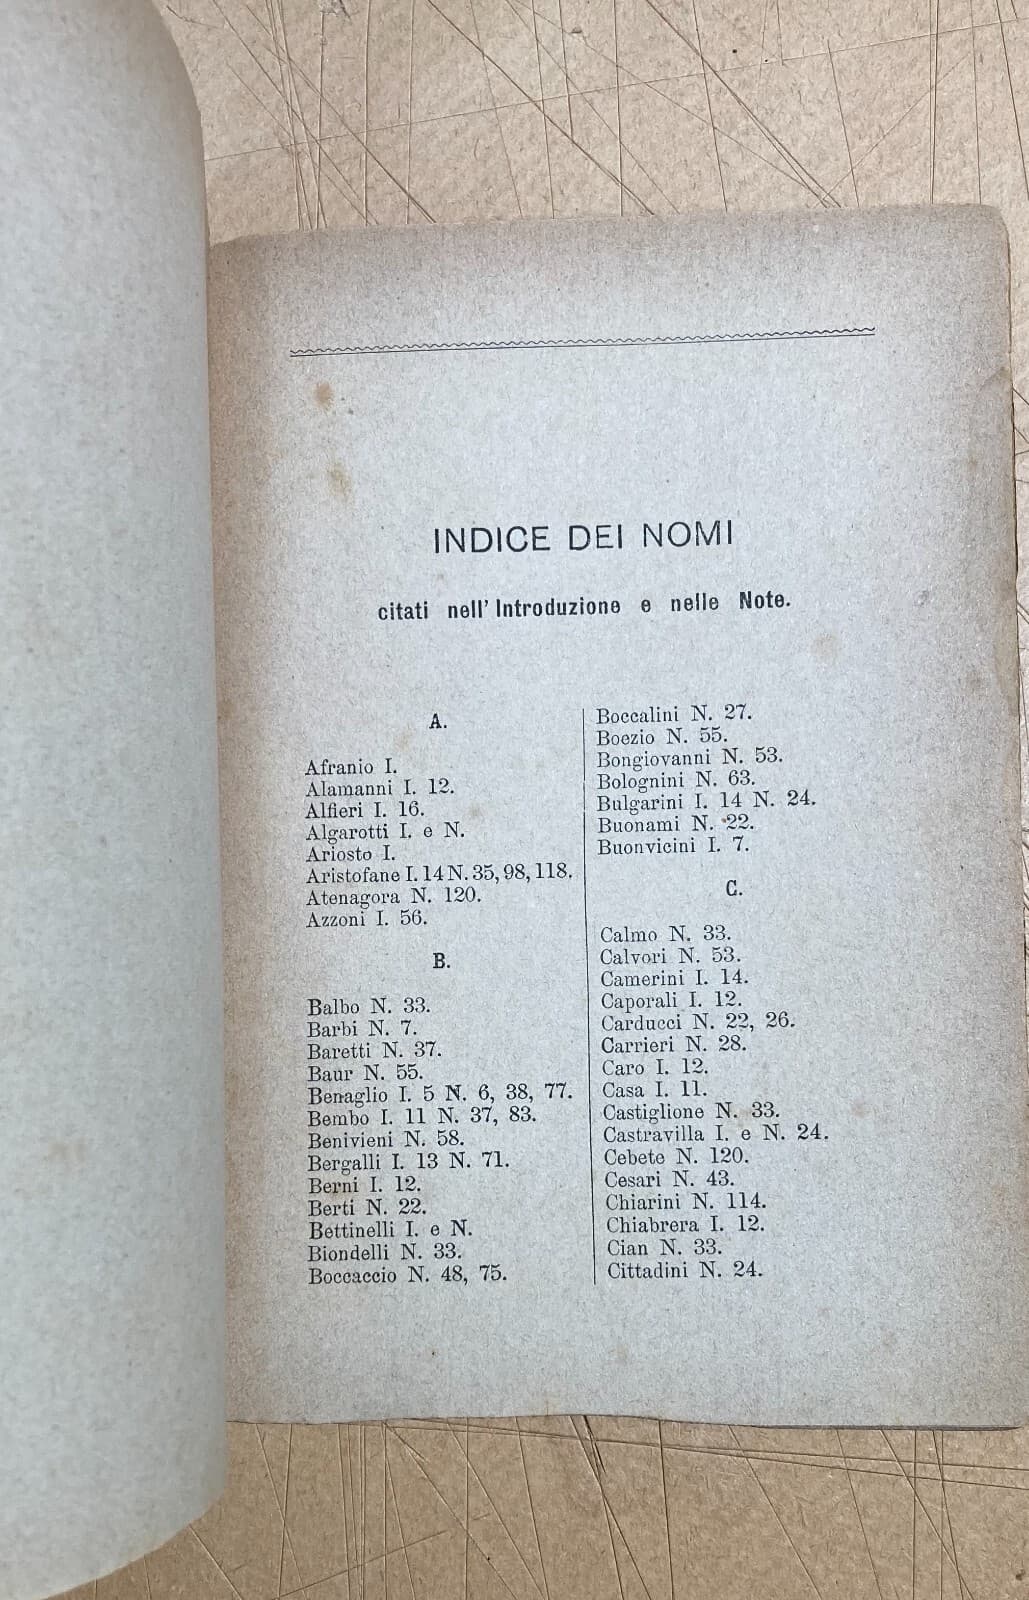 INDICE DEI NOMI
citati nell' Introduzione e nelle Note.
A.
Afranio I.
Alamanni I. 12.
Alfieri I. 16.
Algarotti I. e N.
Ariosto I.
Aristofane I. 14 N. 35, 98, 118.
Atenagora N. 120.
Azzoni I. 56.
B.
Balbo N. 33.
Barbi N. 7.
Baretti N. 37.
Baur N. 55.
Benaglio I. 5 N. 6, 38, 77.
Bembo I. 11 N. 37, 83.
Benivieni N. 58.
Bergalli I. 13 N. 71.
Berni I. 12.
Berti N. 22.
Bettinelli I. e N.
Biondelli N. 33.
Boccaccio N. 48, 75.
Boccalini N. 27.
Boezio N. 55.
Bongiovanni N. 53.
Bolognini N. 63.
Bulgarini I. 14 N. 24.
Buonami N. 22.
Buonvicini I. 7.
C.
Calmo N. 33.
Calvori N. 53.
Camerini I. 14.
Caporali I. 12.
Carducci N. 22, 26.
Carrieri N. 28.
Caro I. 12.
Casa I. 11.
Castiglione N. 33.
Castravilla I. e N. 24.
Cebete N. 120.
Cesari N. 43.
Chiarini N. 114.
Chiabrera I. 12.
Cian N. 33.
Cittadini N. 24.